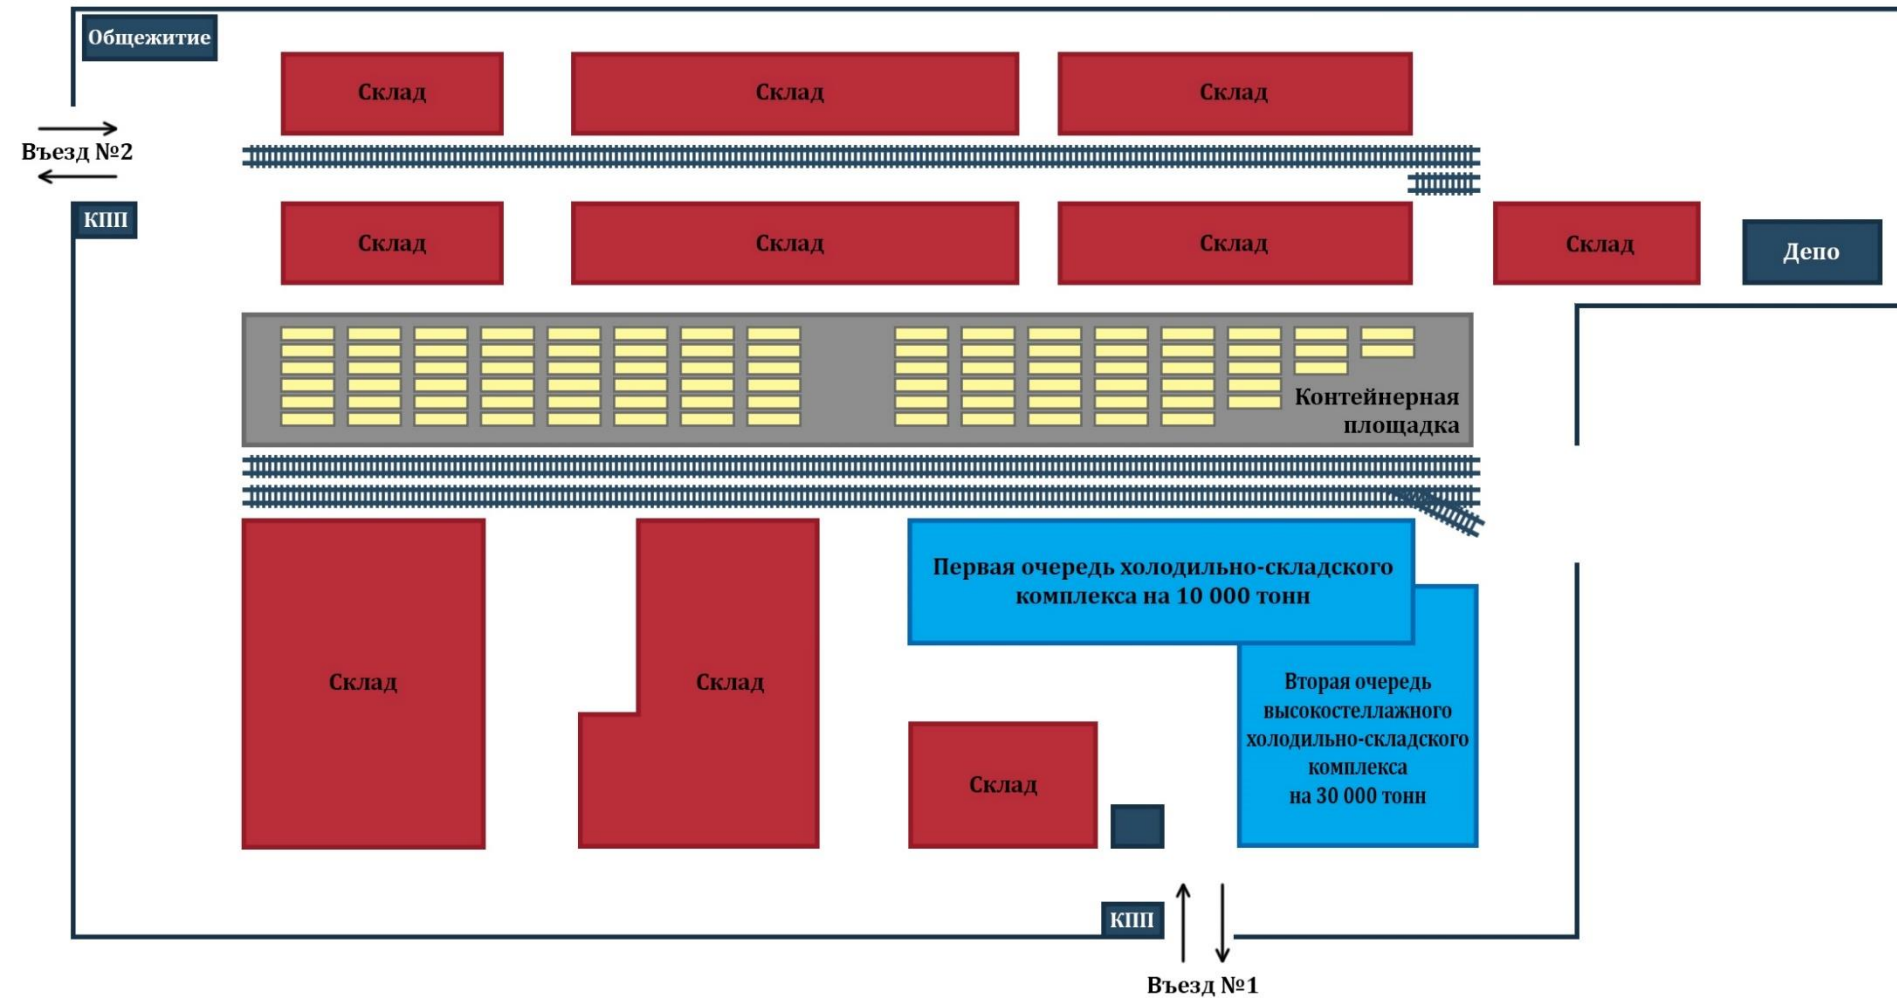 Общежитие
Склад
Склад
Склад
Въезд №2
КПП
Склад
Склад
Склад
Склад
Депо
Контейнерная
площадка
Первая очередь холодильно-складского
комплекса на 10 000 тонн
Склад
Склад
Вторая очередь
высокостеллажного
холодильно-складского
комплекса
на 30 000 тонн
Склад
КПП
Въезд №1